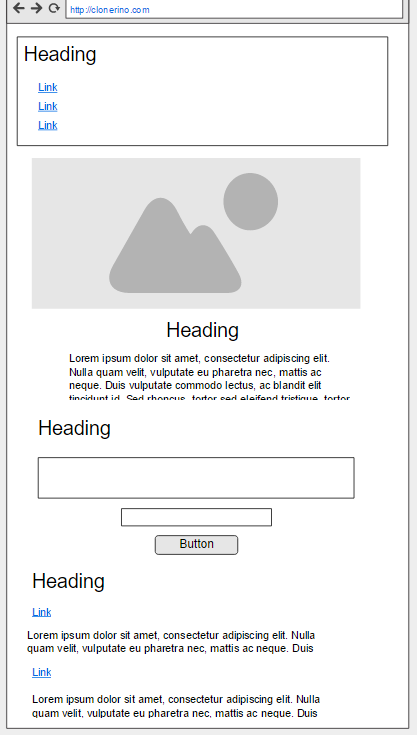 http://clonerino.com
Heading
Link
Link
Link
Heading
Lorem ipsum dolor sit amet, consectetur adipiscing elit.
Nulla quam velit, vulputate eu pharetra nec, mattis ac
neque. Duis vulputate commodo lectus, ac blandit elit
tincidunt id. Sed rhoncus, tortor sed eleifend tristique, tortor
Heading
Button
Heading
Link
Lorem ipsum dolor sit amet, consectetur adipiscing elit. Nulla
quam velit, vulputate eu pharetra nec, mattis ac neque. Duis
Link
Lorem ipsum dolor sit amet, consectetur adipiscing elit. Nulla
quam velit, vulputate eu pharetra nec, mattis ac neque. Duis